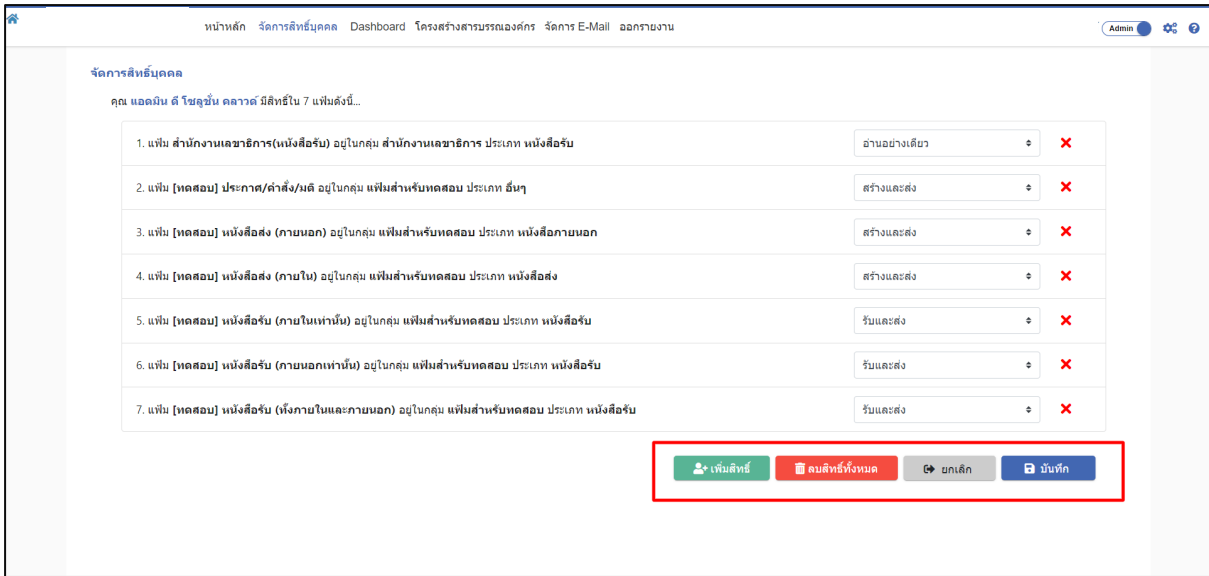 หน้าหลัก จัดการสิทธิ์บุคคล Dashboard โครงสร้างสารบรรณองค์กร จัดการ E-Mail ออกรายงาน Admin
จัดการสิทธิ์บุคคล
คุณ แอดมิน ดี โซลูชั่น คลาวด์ มีสิทธิ์ใน 7 แฟ้มดังนี้...
1. แฟ้ม สำนักงานเลขาธิการ(หนังสือรับ) อยู่ในกลุ่ม สำนักงานเลขาธิการ ประเภท หนังสือรับ อ่านอย่างเดียว
2. แฟ้ม [ทดสอบ] ประกาศ/คำสั่ง/มติ อยู่ในกลุ่ม แฟ้มสำหรับทดสอบ ประเภท อื่นๆ สร้างและส่ง
3. แฟ้ม [ทดสอบ] หนังสือส่ง (ภายนอก) อยู่ในกลุ่ม แฟ้มสำหรับทดสอบ ประเภท หนังสือภายนอก สร้างและส่ง
4. แฟ้ม [ทดสอบ] หนังสือส่ง (ภายใน) อยู่ในกลุ่ม แฟ้มสำหรับทดสอบ ประเภท หนังสือส่ง สร้างและส่ง
5. แฟ้ม [ทดสอบ] หนังสือรับ (ภายในเท่านั้น) อยู่ในกลุ่ม แฟ้มสำหรับทดสอบ ประเภท หนังสือรับ รับและส่ง
6. แฟ้ม [ทดสอบ] หนังสือรับ (ภายนอกเท่านั้น) อยู่ในกลุ่ม แฟ้มสำหรับทดสอบ ประเภท หนังสือรับ รับและส่ง
7. แฟ้ม [ทดสอบ] หนังสือรับ (ทั้งภายในและภายนอก) อยู่ในกลุ่ม แฟ้มสำหรับทดสอบ ประเภท หนังสือรับ รับและส่ง
เพิ่มสิทธิ์ ลบสิทธิ์ทั้งหมด ยกเลิก บันทึก